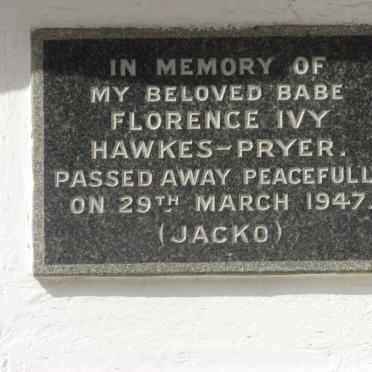 IN MEMORY OF
MY BELOVED BABE
FLORENCE IVY
HAWKES-PRYER.
PASSED AWAY PEACEFULL
ON 29TH MARCH 1947.
(JACKO)